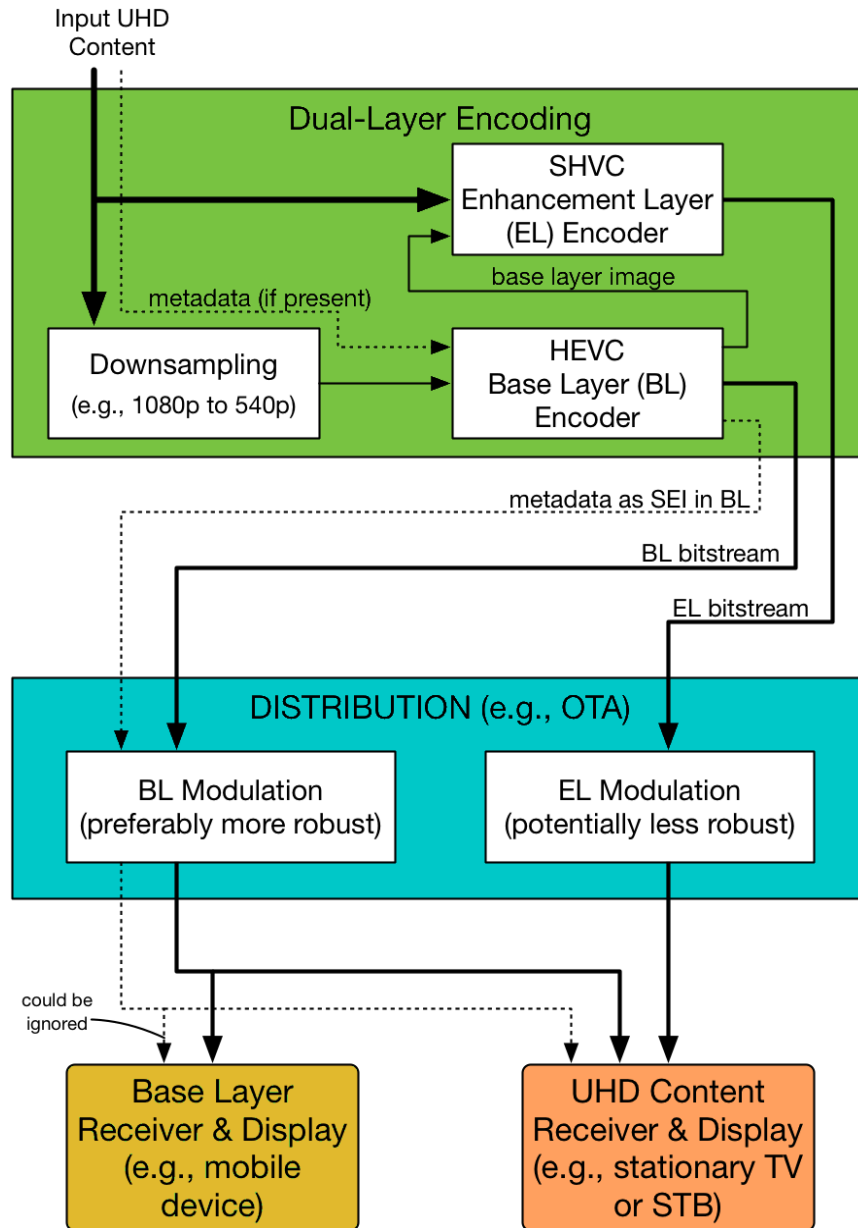 Input UHD
Content
Dual-Layer Encoding
SHVC
Enhancement Layer
(EL) Encoder
base layer image
metadata (if present)
Downsampling
(e.g., 1080p to 540p)
HEVC
Base Layer (BL)
Encoder
metadata as SEI in BL
BL bitstream
EL bitstream
DISTRIBUTION (e.g., OTA)
BL Modulation
(preferably more robust)
EL Modulation
(potentially less robust)
could be
ignored
Base Layer
Receiver & Display
(e.g., mobile
device)
UHD Content
Receiver & Display
(e.g., stationary TV
or STB)